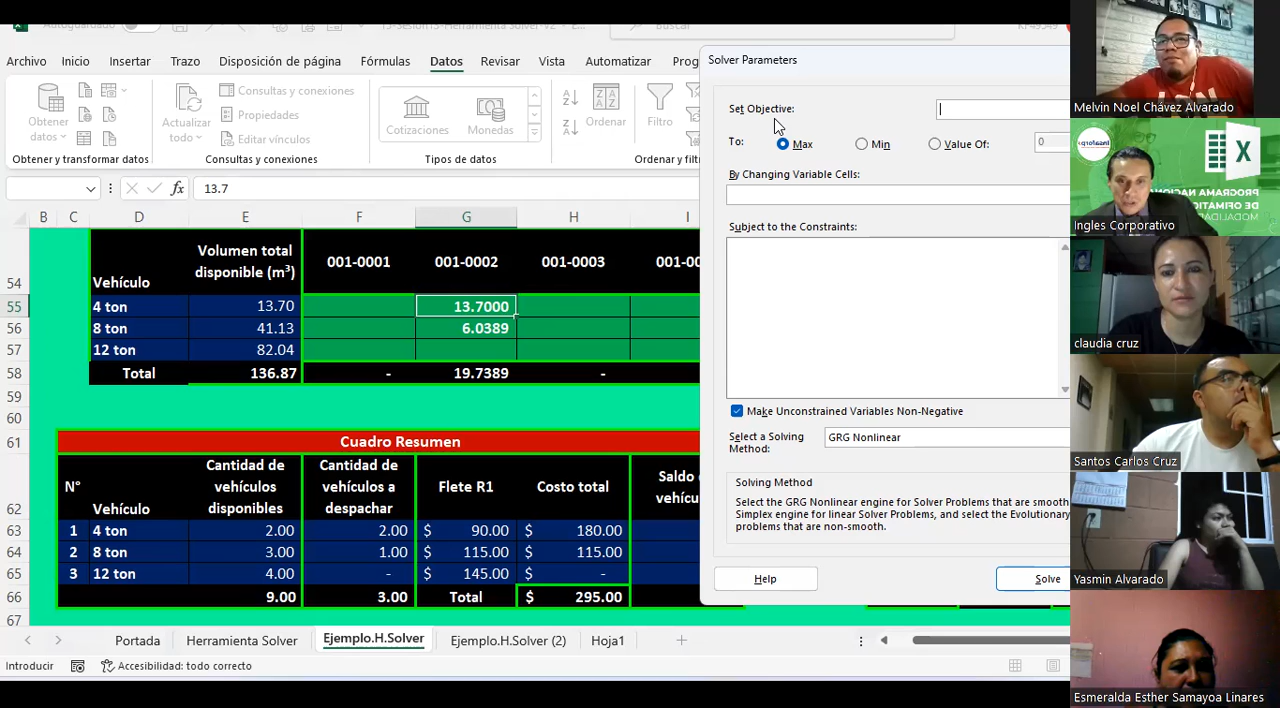 Autoguardado
13-Sesion13-Herramienta Solver-V2
Buscar
Archivo Inicio Insertar Trazo Disposición de página Fórmulas Datos Revisar Vista Automatizar Prog
Obtener datos
Consultas y conexiones
Propiedades
Editar vínculos
Actualizar todo
Cotizaciones
Monedas
Ordenar
Filtro
Obtener y transformar datos
Consultas y conexiones
Tipos de datos
Ordenar y filtr
fx 13.7
B C D E F G H I
54 Vehículo Volumen total disponible (m³) 001-0001 001-0002 001-0003 001-00
55 4 ton 13.70 13.7000
56 8 ton 41.13 6.0389
57 12 ton 82.04
58 Total 136.87 - 19.7389 -
59
60
61 Cuadro Resumen
62 N° Vehículo Cantidad de vehículos disponibles Cantidad de vehículos a despachar Flete R1 Costo total Saldo vehícu
63 1 4 ton 2.00 2.00 $ 90.00 $ 180.00
64 2 8 ton 3.00 1.00 $ 115.00 $ 115.00
65 3 12 ton 4.00 - $ 145.00 $ -
66 9.00 3.00 Total $ 295.00
67
Portada Herramienta Solver Ejemplo.H.Solver Ejemplo.H.Solver (2) Hoja1
Introducir
Accesibilidad: todo correcto
Solver Parameters
Set Objective:
To: Max Min Value Of: 0
By Changing Variable Cells:
Subject to the Constraints:
Make Unconstrained Variables Non-Negative
Select a Solving Method: GRG Nonlinear
Solving Method
Select the GRG Nonlinear engine for Solver Problems that are smooth
Simplex engine for linear Solver Problems, and select the Evolutionary
problems that are non-smooth.
Help
Solve
Melvin Noel Chávez Alvarado
PROGRAMA NACIONA
DE OFIMATIC
MODALIDAD
Ingles Corporativo
claudia cruz
Santos Carlos Cruz
Yasmin Alvarado
Esmeralda Esther Samayoa Linares